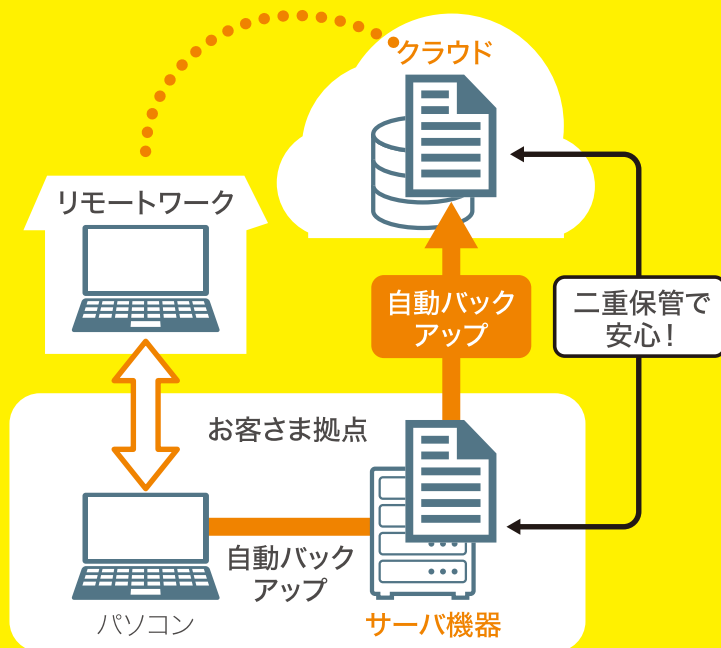 クラウド
リモートワーク
自動バック
アップ
二重保管で
安心！
お客さま拠点
自動バック
アップ
パソコン
サーバ機器